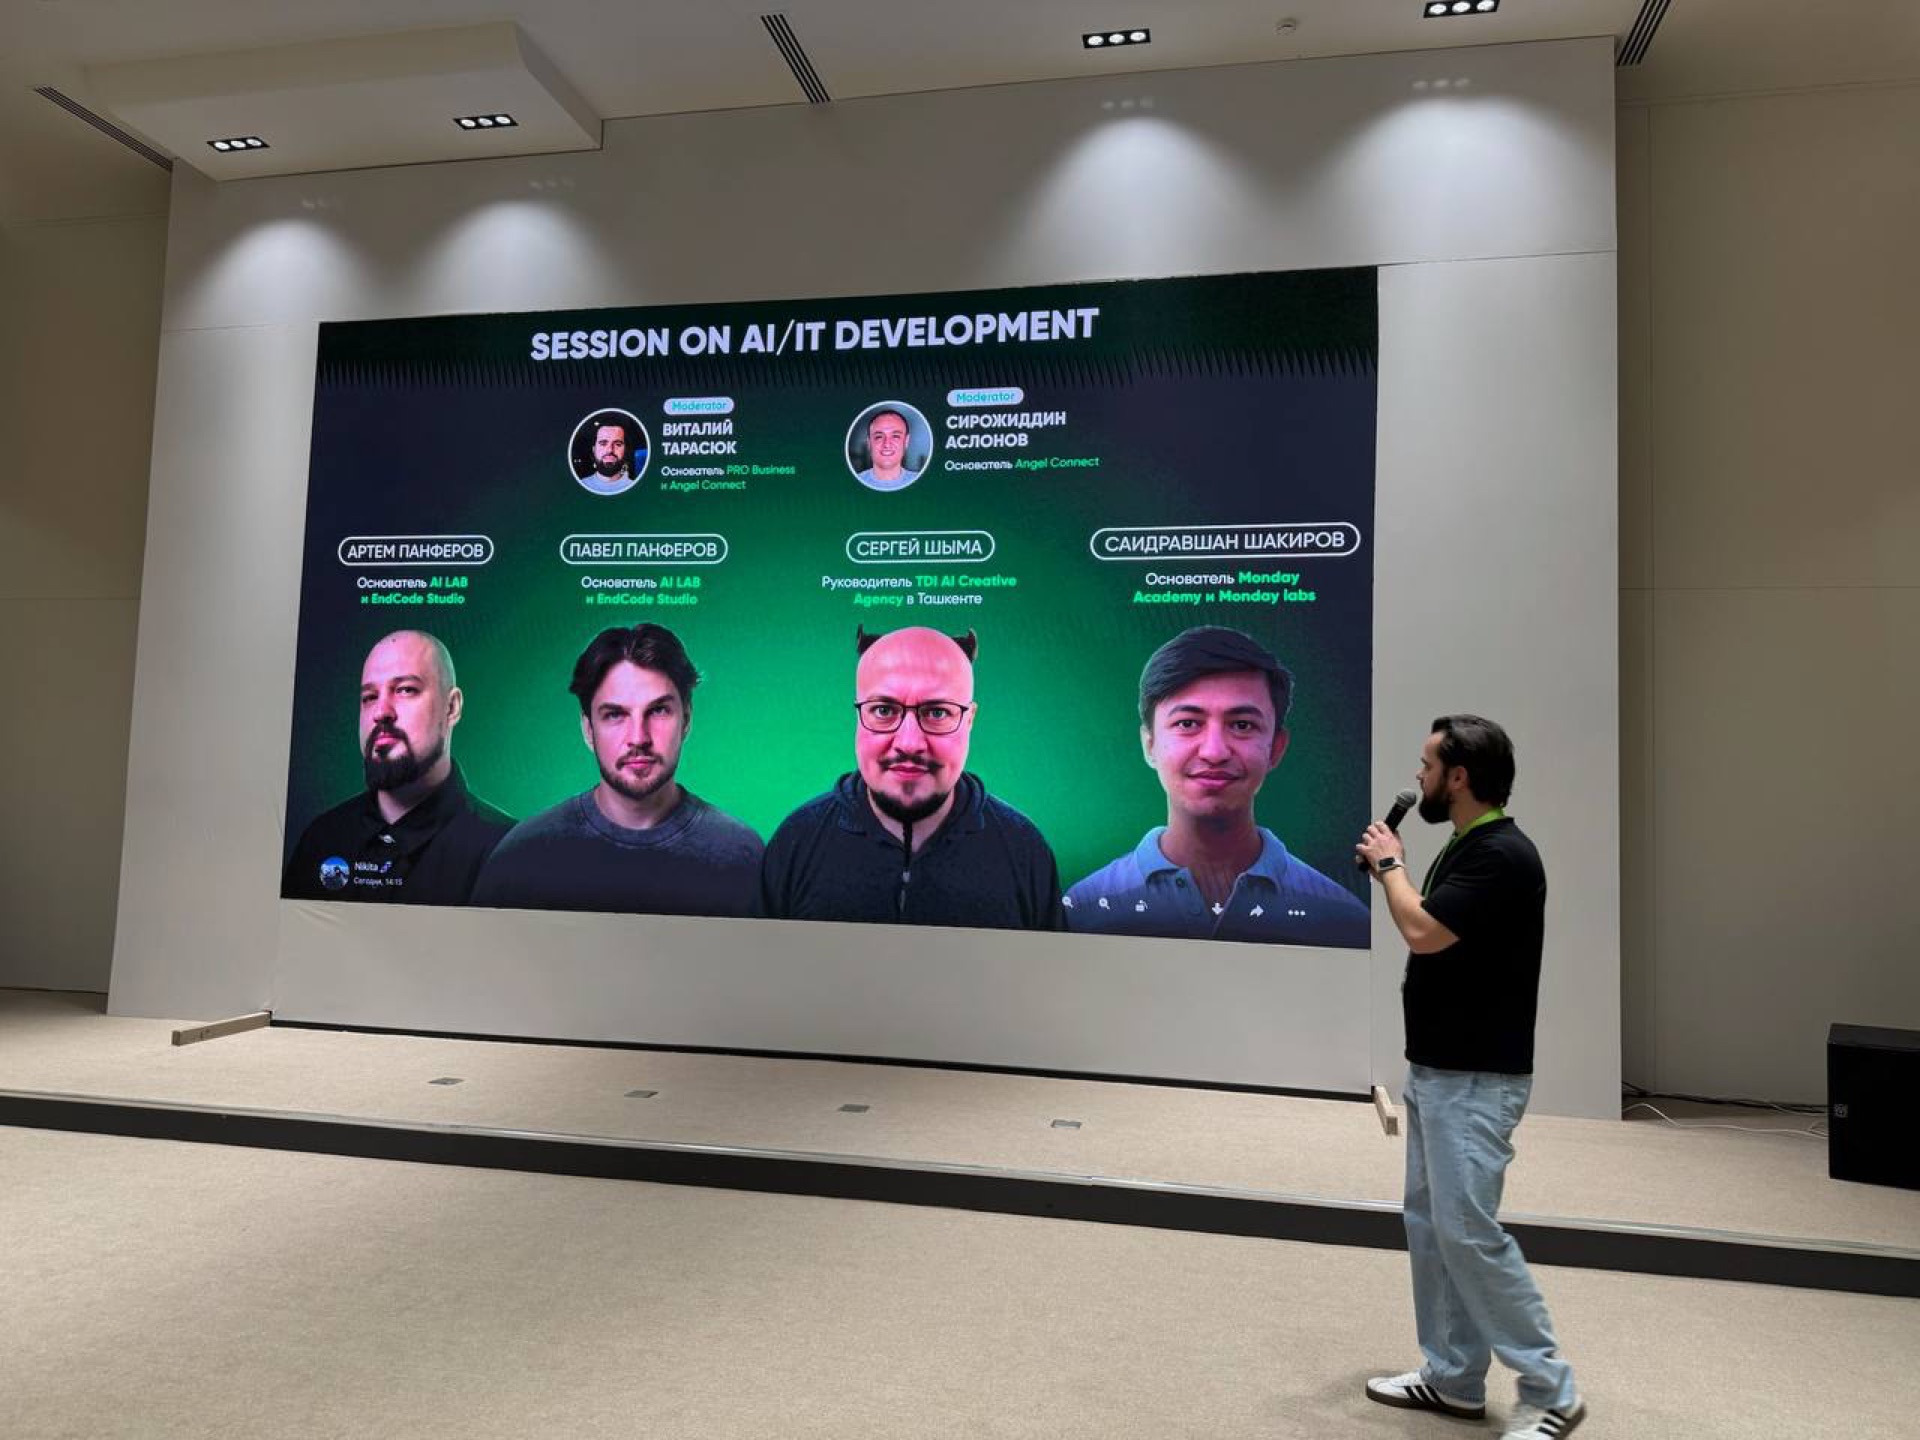 SESSION ON AI/IT DEVELOPMENT
Moderator
ВИТАЛИЙ
ТАРАСЮК
Основатель PRO Business
и Angel Connect
Moderator
СИРОЖИДДИН
АСЛОНОВ
Основатель Angel Connect
АРТЕМ ПАНФЕРОВ
Основатель AI LAB
и EndCode Studio
ПАВЕЛ ПАНФЕРОВ
Основатель AI LAB
и EndCode Studio
СЕРГЕЙ ШЫМА
Руководитель TDI AI Creative
Agency в Ташкенте
САИДРАВШАН ШАКИРОВ
Основатель Monday
Academy и Monday labs
Nikita
Сегодня, 14:15